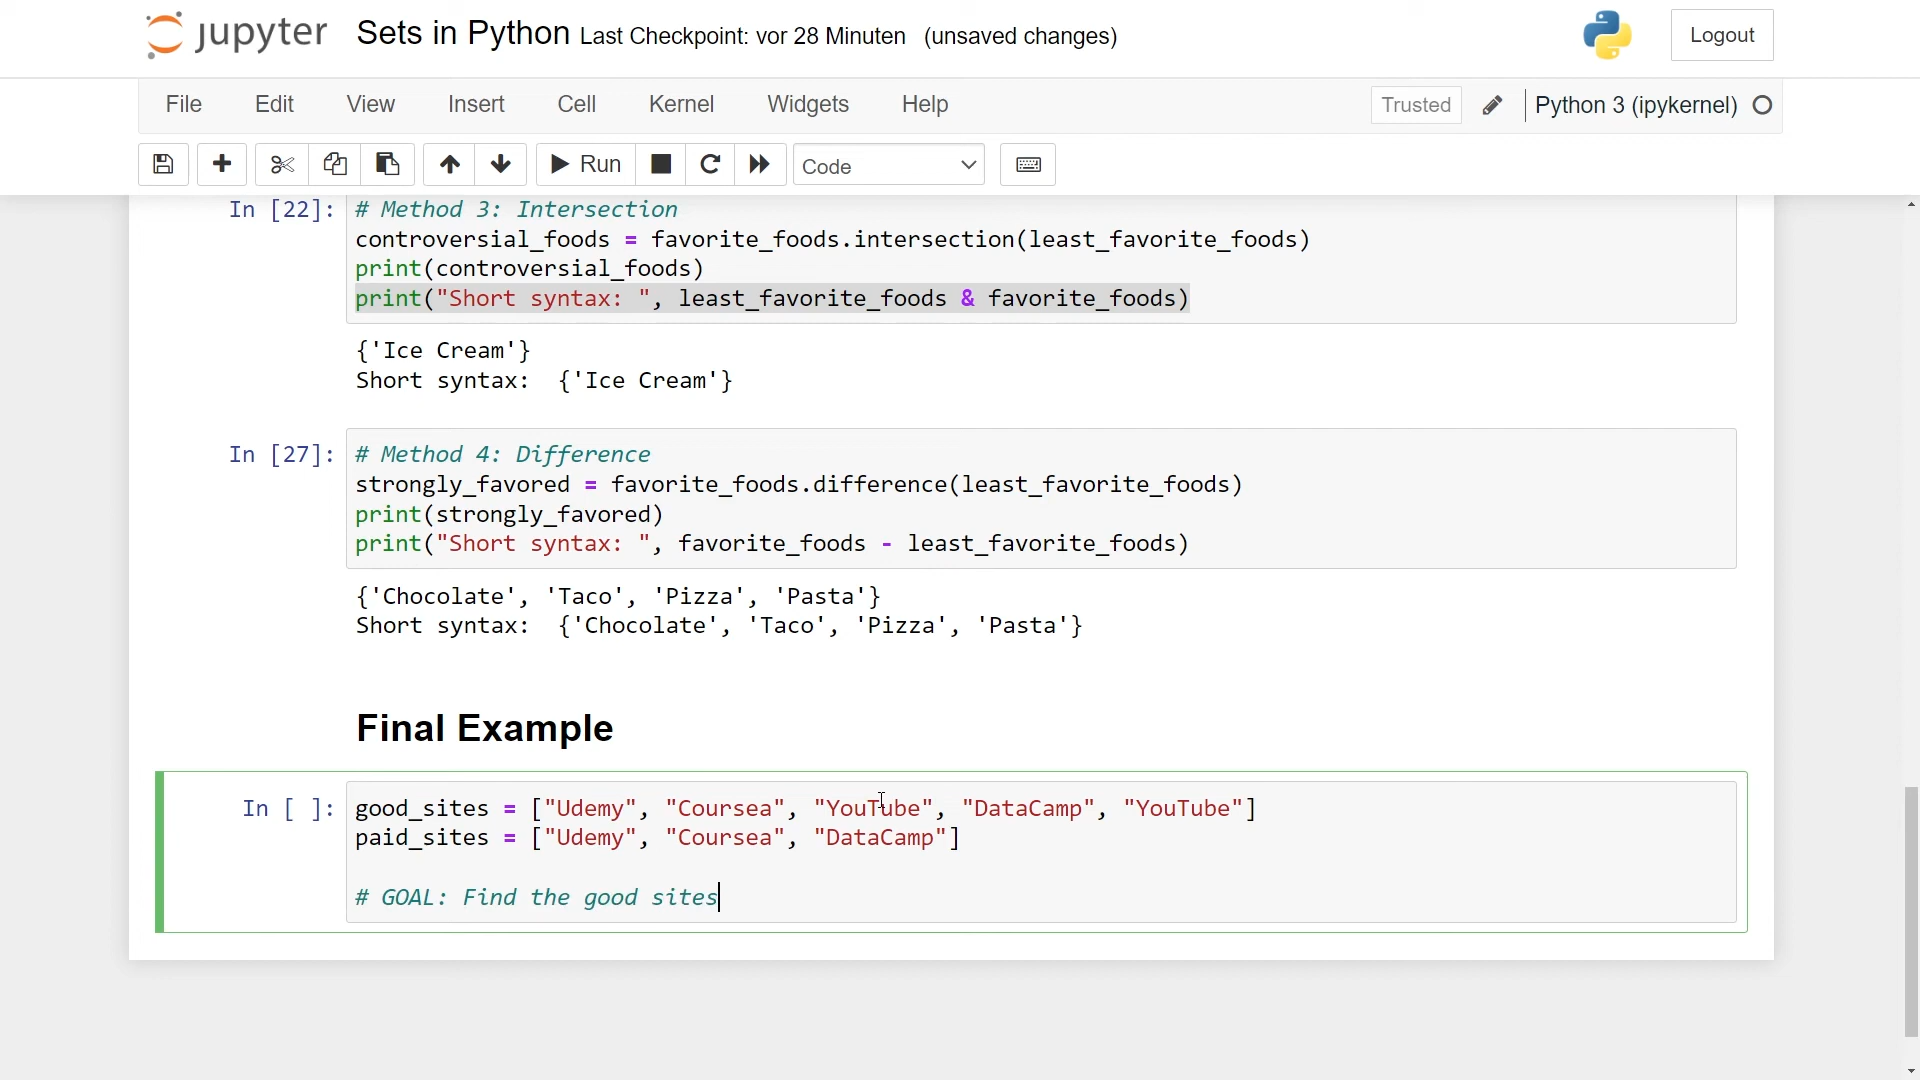 jupyter Sets in Python Last Checkpoint: vor 28 Minuten (unsaved changes) Logout
File Edit View Insert Cell Kernel Widgets Help Trusted Python 3 (ipykernel)
Run Code
In [22]: # Method 3: Intersection
controversial_foods = favorite_foods.intersection(least_favorite_foods)
print(controversial_foods)
print("Short syntax: ", least_favorite_foods & favorite_foods)
{'Ice Cream'}
Short syntax:  {'Ice Cream'}
In [27]: # Method 4: Difference
strongly_favored = favorite_foods.difference(least_favorite_foods)
print(strongly_favored)
print("Short syntax: ", favorite_foods - least_favorite_foods)
{'Chocolate', 'Taco', 'Pizza', 'Pasta'}
Short syntax:  {'Chocolate', 'Taco', 'Pizza', 'Pasta'}
Final Example
In [ ]: good_sites = ["Udemy", "Coursea", "YouTube", "DataCamp", "YouTube"]
paid_sites = ["Udemy", "Coursea", "DataCamp"]
# GOAL: Find the good sites